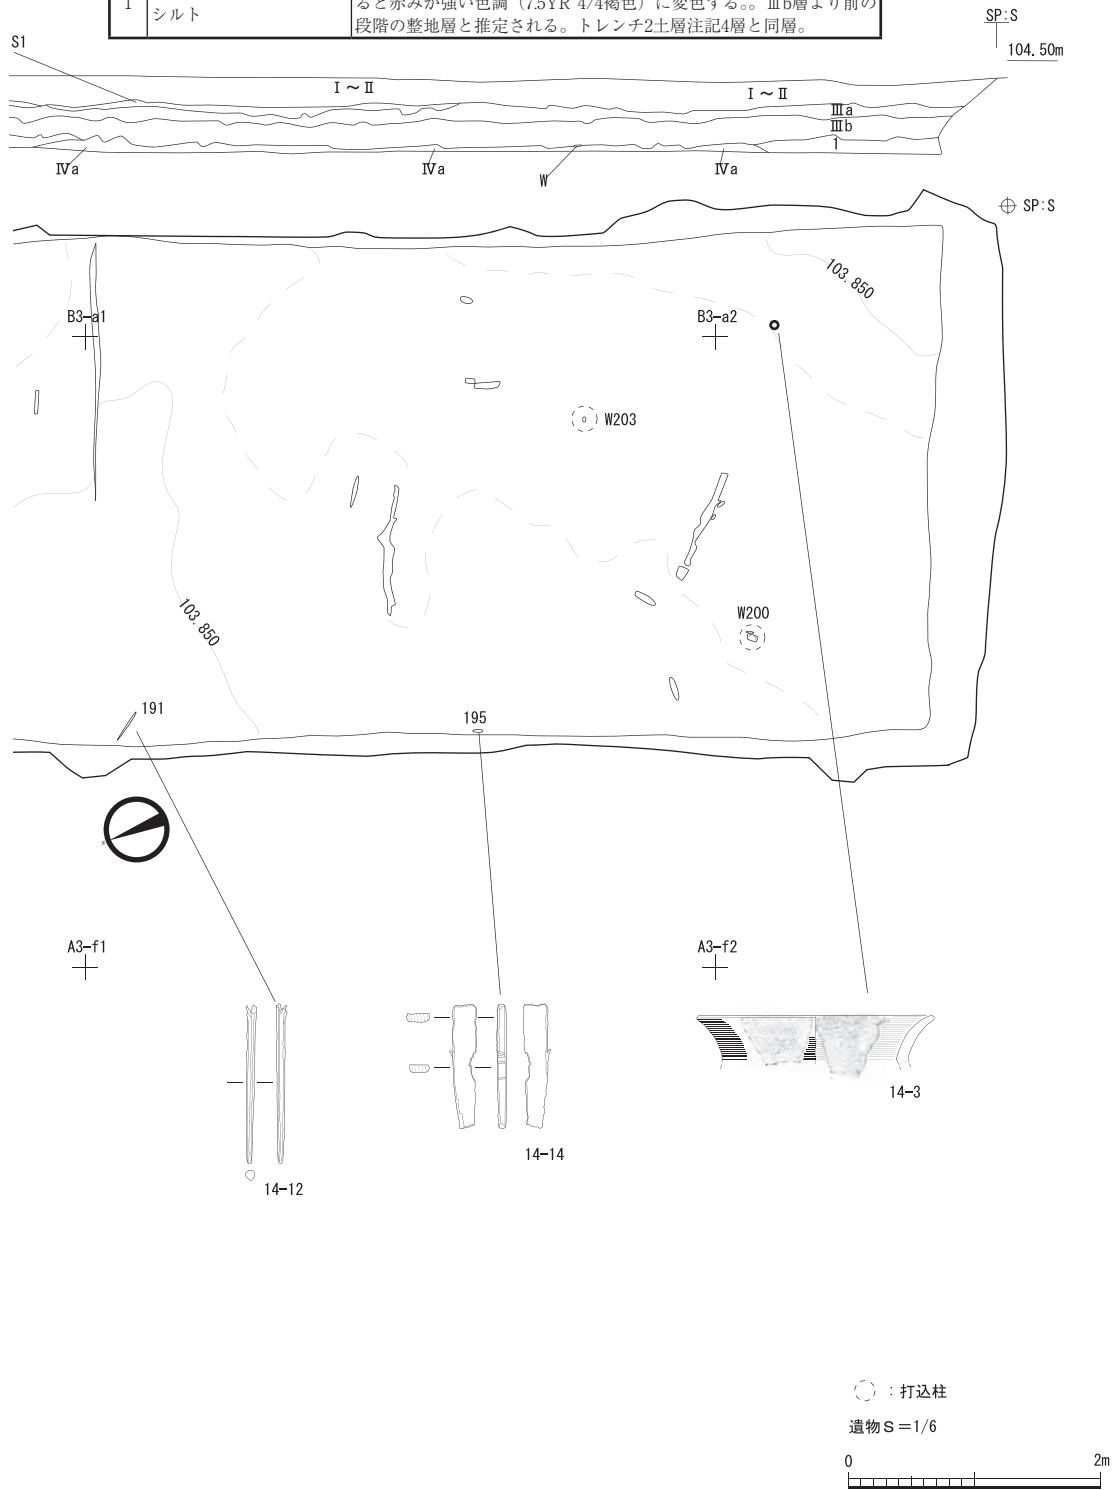 1
シルト
ると赤みが強い色調（7.5YR 4/4褐色）に変色する。。Ⅲb層より前の
段階の整地層と推定される。トレンチ2土層注記4層と同層。
SP:S
104.50m
S1
Ⅰ～Ⅱ
Ⅰ～Ⅱ
Ⅲa
Ⅲb
1
Ⅳa
Ⅳa
W
Ⅳa
SP:S
103.850
B3-a1
B3-a2
W203
103.850
W200
191
195
A3-f1
A3-f2
14-3
14-14
14-12
：打込柱
遺物S＝1/6
0 2m